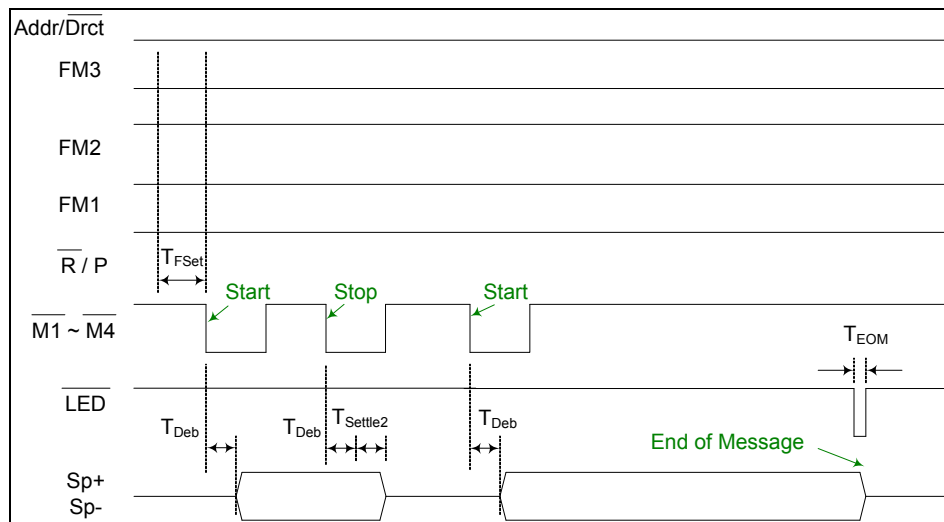 Addr/Drct
FM3
FM2
FM1
R / P
TFSet
Start
Stop
Start
M1 ~ M4
TEOM
LED
TDeb
TDeb
TSettle2
TDeb
End of Message
Sp+
Sp-